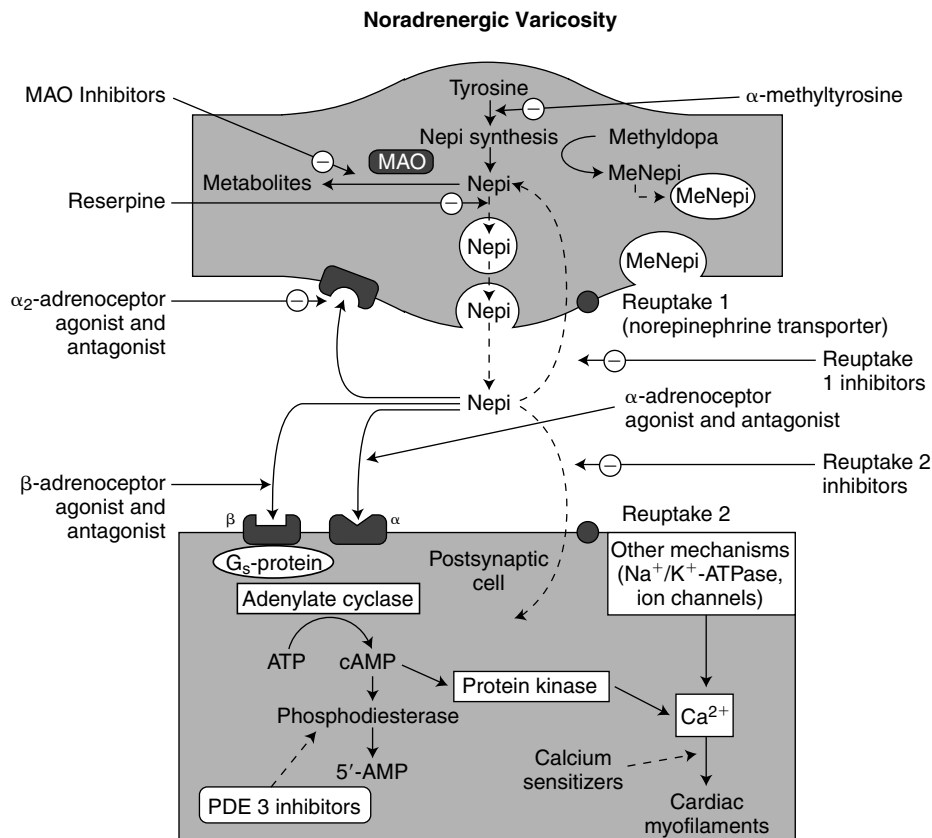 Noradrenergic Varicosity
Tyrosine
MAO Inhibitors
−
α-methyltyrosine
Nepi synthesis
Methyldopa
−
MAO
MeNepi
Metabolites
Nepi
MeNepi
Reserpine
−
Nepi
MeNepi
α₂-adrenoceptor
agonist and
antagonist
−
Nepi
Reuptake 1
(norepinephrine transporter)
−
Reuptake
1 inhibitors
Nepi
α-adrenoceptor
agonist and antagonist
−
Reuptake 2
inhibitors
β-adrenoceptor
agonist and
antagonist
β
α
Reuptake 2
Gₛ-protein
Postsynaptic
cell
Other mechanisms
(Na⁺/K⁺-ATPase,
ion channels)
Adenylate cyclase
ATP
cAMP
Protein kinase
Ca²⁺
Phosphodiesterase
5′-AMP
Calcium
sensitizers
PDE 3 inhibitors
Cardiac
myofilaments